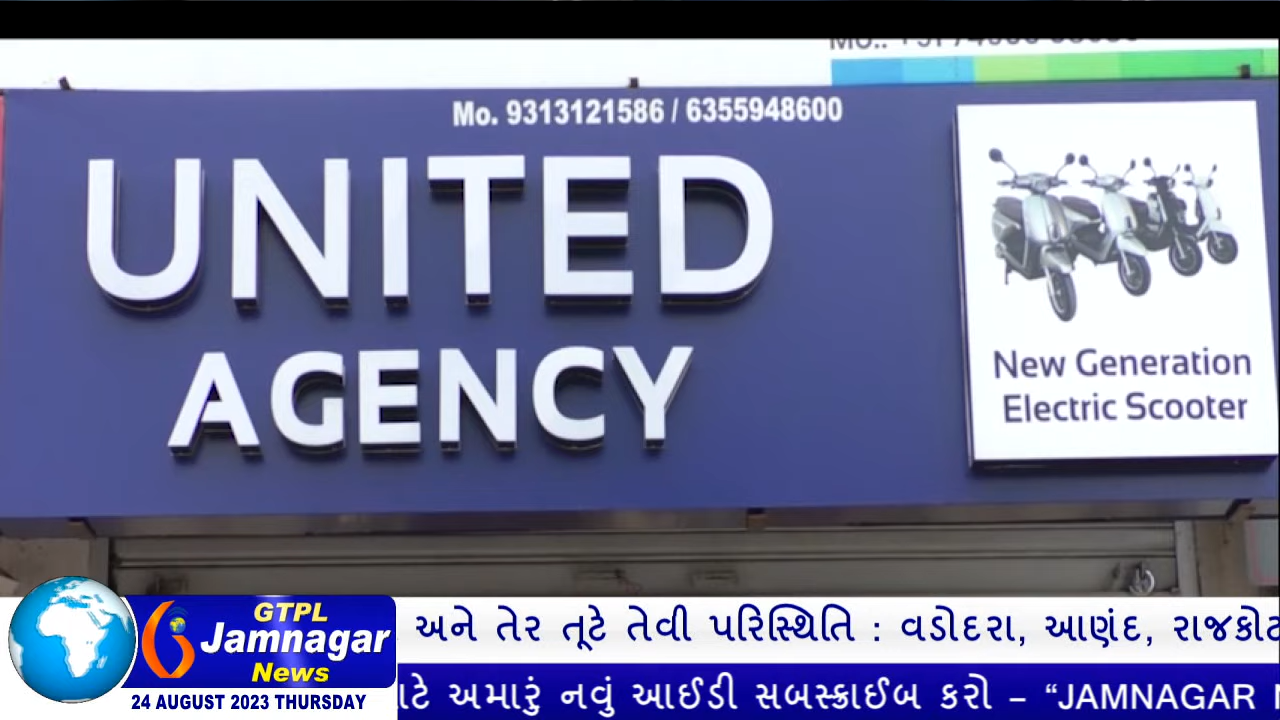 Mo. 9313121586 / 6355948600
UNITED
AGENCY
New Generation
Electric Scooter
GTPL
Jamnagar
News
24 AUGUST 2023 THURSDAY
અને તેર તૂટે તેવી પરિસ્થિતિ : વડોદરા, આણંદ, રાજકોટ
અમારું નવું આઈડી સબસ્ક્રાઈબ કરો – “JAMNAGAR